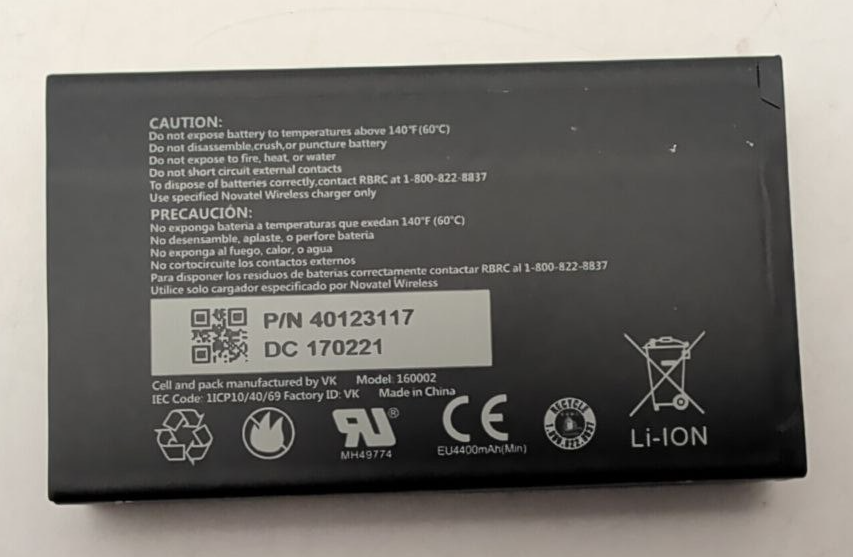 CAUTION:
Do not expose battery to temperatures above 140°F(60°C)
Do not disassemble,crush,or puncture battery
Do not expose to fire, heat, or water
Do not short circuit external contacts
To dispose of batteries correctly,contact RBRC at 1-800-822-8837
Use specified Novatel Wireless charger only
PRECAUCIÓN:
No exponga bateria a temperaturas que exedan 140°F (60°C)
No desensamble, aplaste, o perfore bateria
No exponga al fuego, calor, o agua
No cortocircuite los contactos externos
Para disponer los residuos de baterias correctamente contactar RBRC al 1-800-822-8837
Utilice solo cargador especificado por Novatel Wireless
P/N 40123117
DC 170221
Cell and pack manufactured by VK Model: 160002
IEC Code: 1ICP10/40/69 Factory ID: VK Made in China
RU®
MH49774
CE
EU4400mAh(Min)
RECYCLE
Li-ION